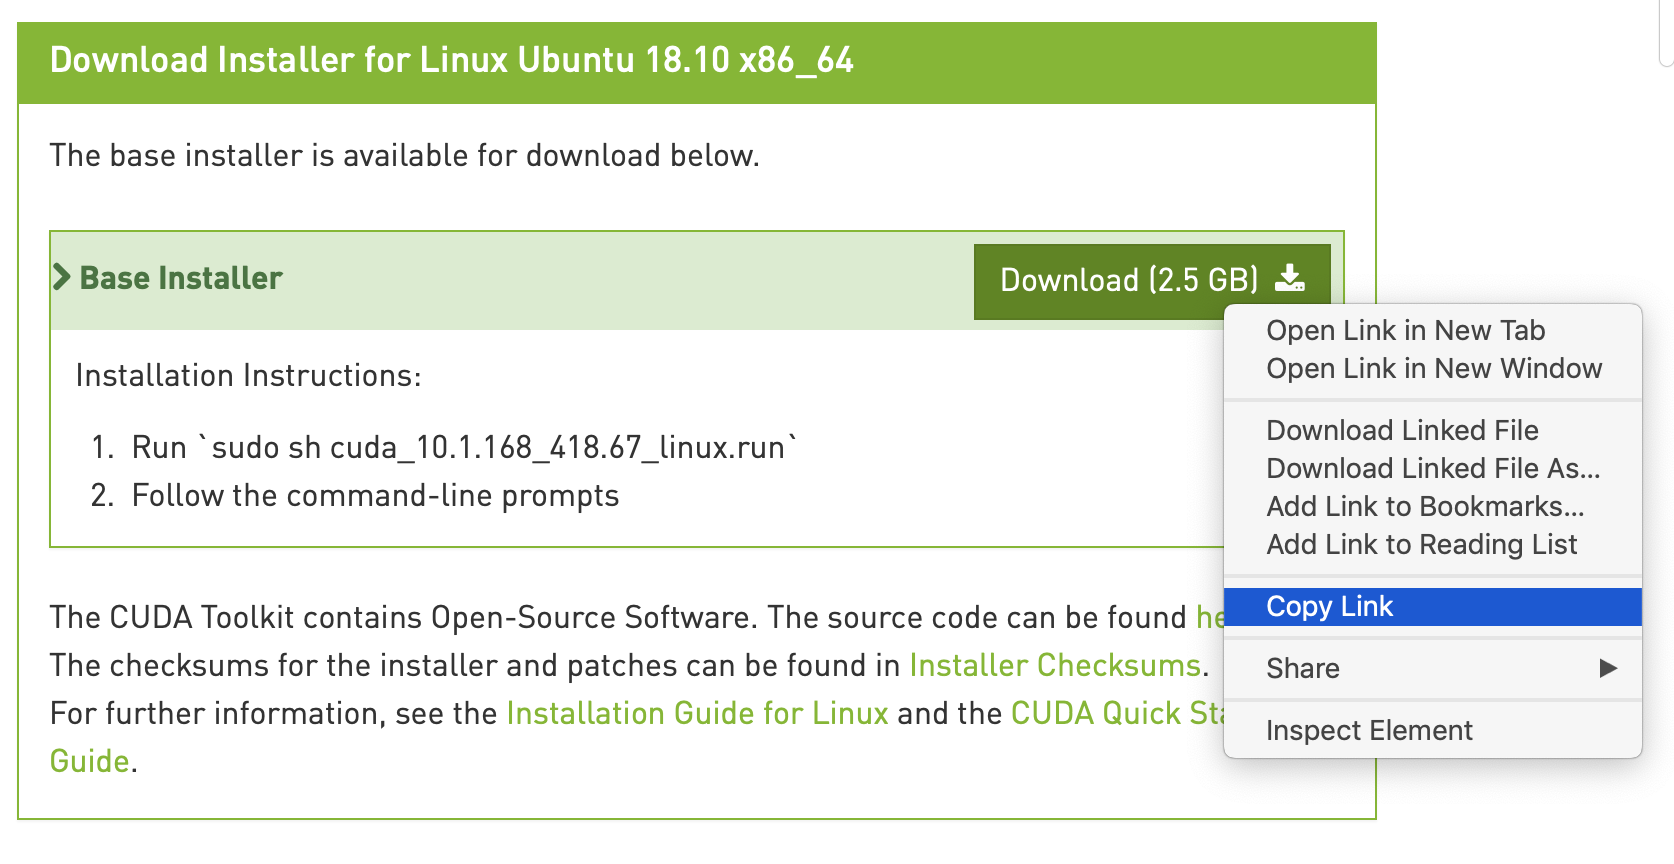 Download Installer for Linux Ubuntu 18.10 x86_64
The base installer is available for download below.
Base Installer
Download (2.5 GB)
Installation Instructions:
1. Run `sudo sh cuda_10.1.168_418.67_linux.run`
2. Follow the command-line prompts
The CUDA Toolkit contains Open-Source Software. The source code can be found
The checksums for the installer and patches can be found in Installer Checksums.
For further information, see the Installation Guide for Linux and the CUDA Quick
Guide.
Open Link in New Tab
Open Link in New Window
Download Linked File
Download Linked File As...
Add Link to Bookmarks...
Add Link to Reading List
Copy Link
Share
Inspect Element